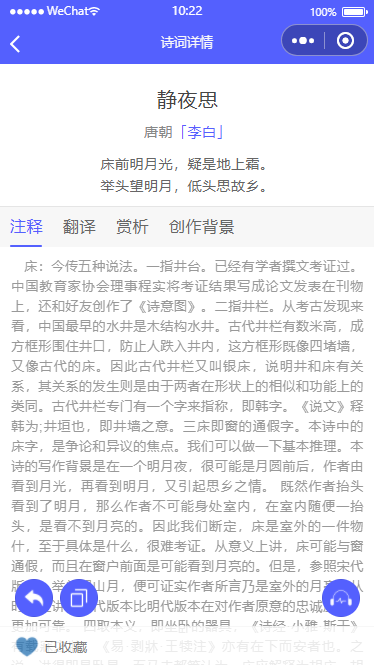 WeChat
10:22
100%
诗词详情
静夜思
唐朝「李白」
床前明月光，疑是地上霜。
举头望明月，低头思故乡。
注释 翻译 赏析 创作背景
床：今传五种说法。一指井台。已经有学者撰文考证过。
中国教育家协会理事程实将考证结果写成论文发表在刊物
上，还和好友创作了《诗意图》。二指井栏。从考古发现来
看，中国最早的水井是木结构水井。古代井栏有数米高，成
方框形围住井口，防止人跌入井内，这方框形既像四堵墙，
又像古代的床。因此古代井栏又叫银床，说明井和床有关
系，其关系的发生则是由于两者在形状上的相似和功能上的
类同。古代井栏专门有一个字来指称，即韩字。《说文》释
韩为;井垣也，即井墙之意。三床即窗的通假字。本诗中的
床字，是争论和异议的焦点。我们可以做一下基本推理。本
诗的写作背景是在一个明月夜，很可能是月圆前后，作者由
看到月光，再看到明月，又引起思乡之情。 既然作者抬头
看到了明月，那么作者不可能身处室内，在室内随便一抬
头，是看不到月亮的。因此我们断定，床是室外的一件物
什，至于具体是什么，很难考证。从意义上讲，床可能与窗
通假，而且在窗户前面是可能看到月亮的。但是，参照宋代
版 举 山月，便可证实作者所言乃是室外的月 从
时 讲 代版本比明代版本在对作者原意的忠诚
更加可靠。 四取本义，即坐卧的器具，《诗经·小雅·斯干》
已收藏